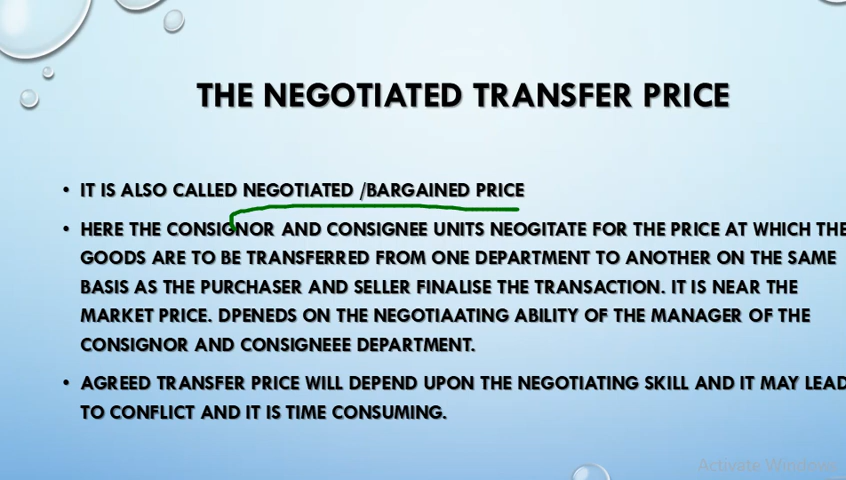 THE NEGOTIATED TRANSFER PRICE
• IT IS ALSO CALLED NEGOTIATED /BARGAINED PRICE
• HERE THE CONSIGNOR AND CONSIGNEE UNITS NEOGITATE FOR THE PRICE AT WHICH THE
GOODS ARE TO BE TRANSFERRED FROM ONE DEPARTMENT TO ANOTHER ON THE SAME
BASIS AS THE PURCHASER AND SELLER FINALISE THE TRANSACTION. IT IS NEAR THE
MARKET PRICE. DPENEDS ON THE NEGOTIAATING ABILITY OF THE MANAGER OF THE
CONSIGNOR AND CONSIGNEEE DEPARTMENT.
• AGREED TRANSFER PRICE WILL DEPEND UPON THE NEGOTIATING SKILL AND IT MAY LEAD
TO CONFLICT AND IT IS TIME CONSUMING.
Activate Windows